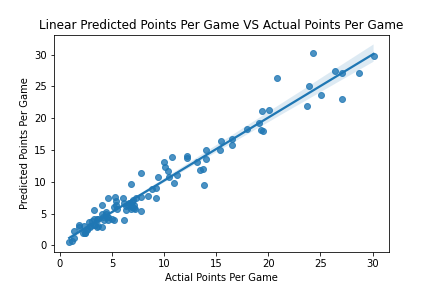 Linear Predicted Points Per Game VS Actual Points Per Game
30
25
20
15
10
5
0
Predicted Points Per Game
0 5 10 15 20 25 30
Actial Points Per Game